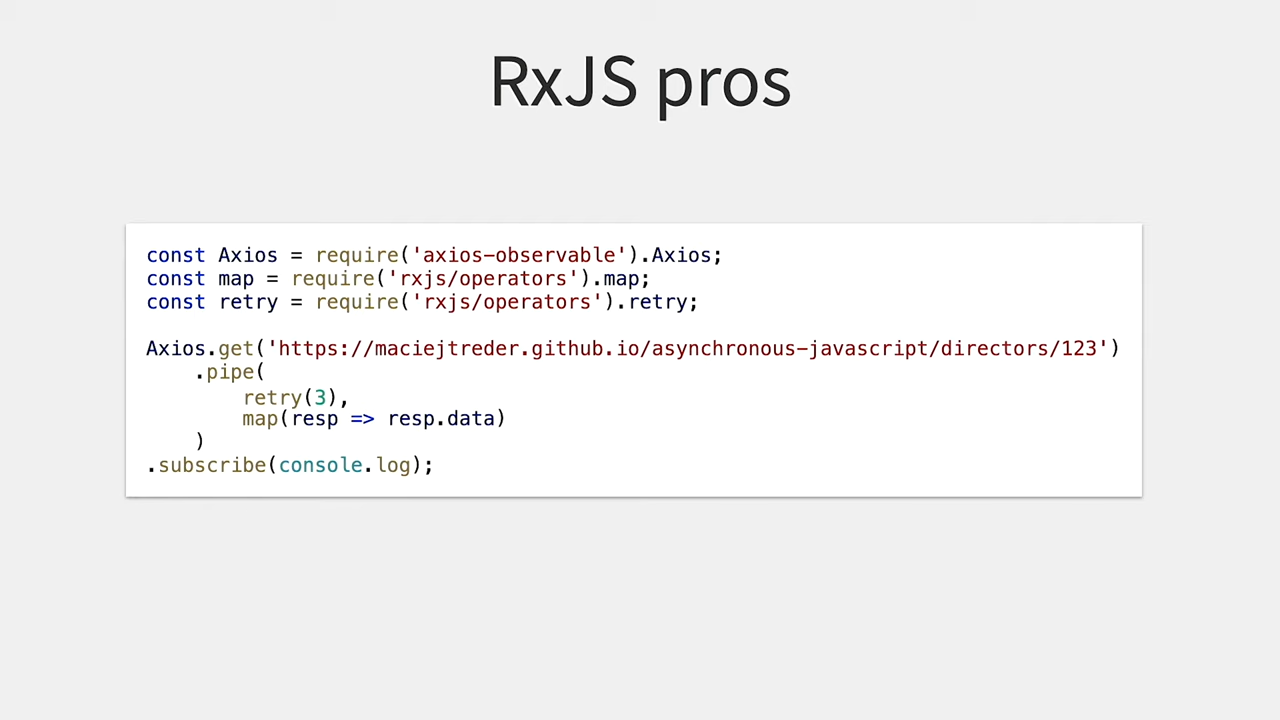 RxJS pros
const Axios = require('axios-observable').Axios;
const map = require('rxjs/operators').map;
const retry = require('rxjs/operators').retry;
Axios.get('https://maciejtreder.github.io/asynchronous-javascript/directors/123')
    .pipe(
        retry(3),
        map(resp => resp.data)
    )
.subscribe(console.log);